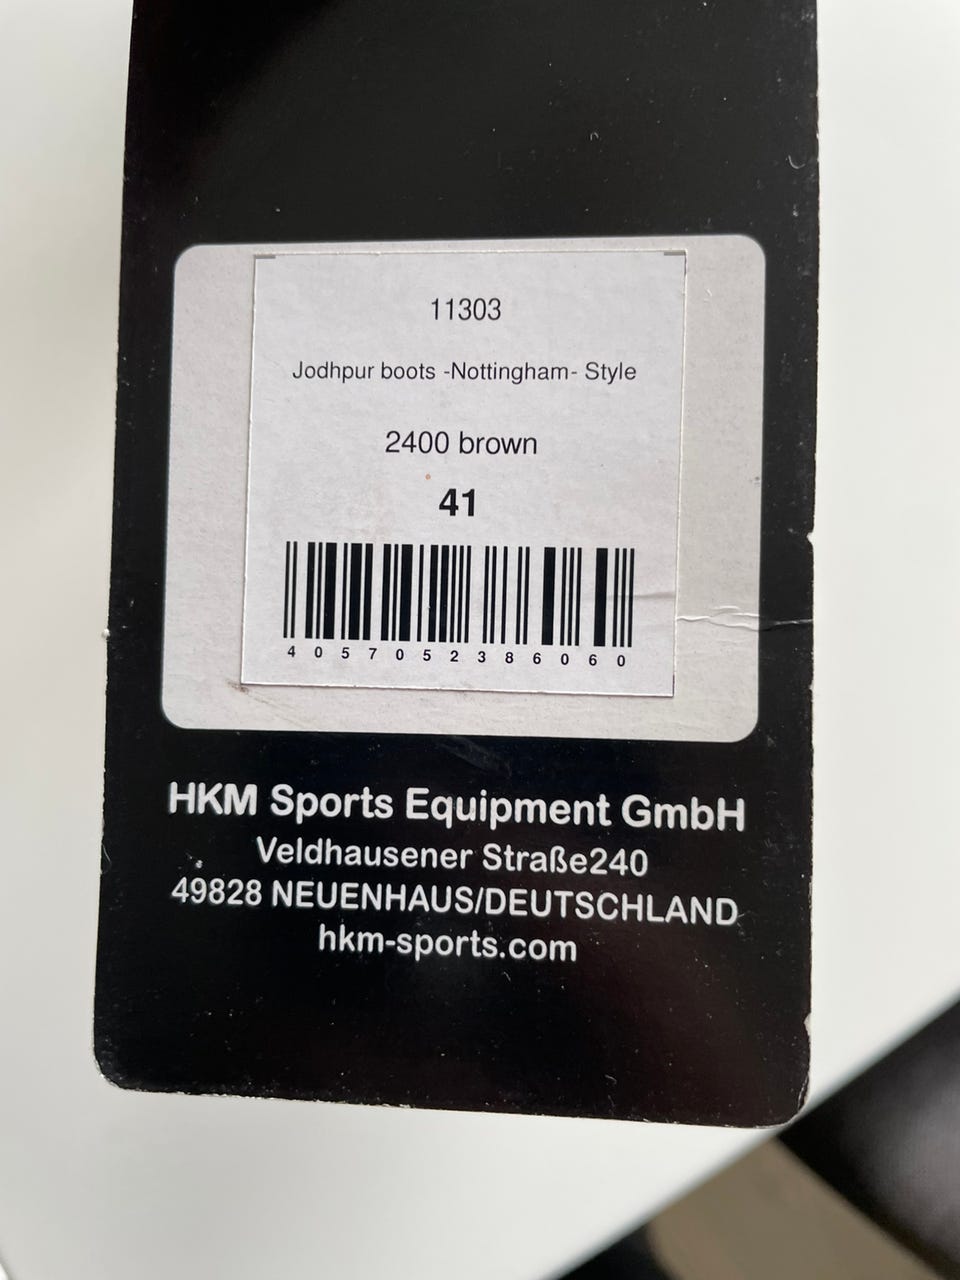 11303
Jodhpur boots -Nottingham- Style
2400 brown
41
4057052386060
HKM Sports Equipment GmbH
Veldhausener Straße240
49828 NEUENHAUS/DEUTSCHLAND
hkm-sports.com